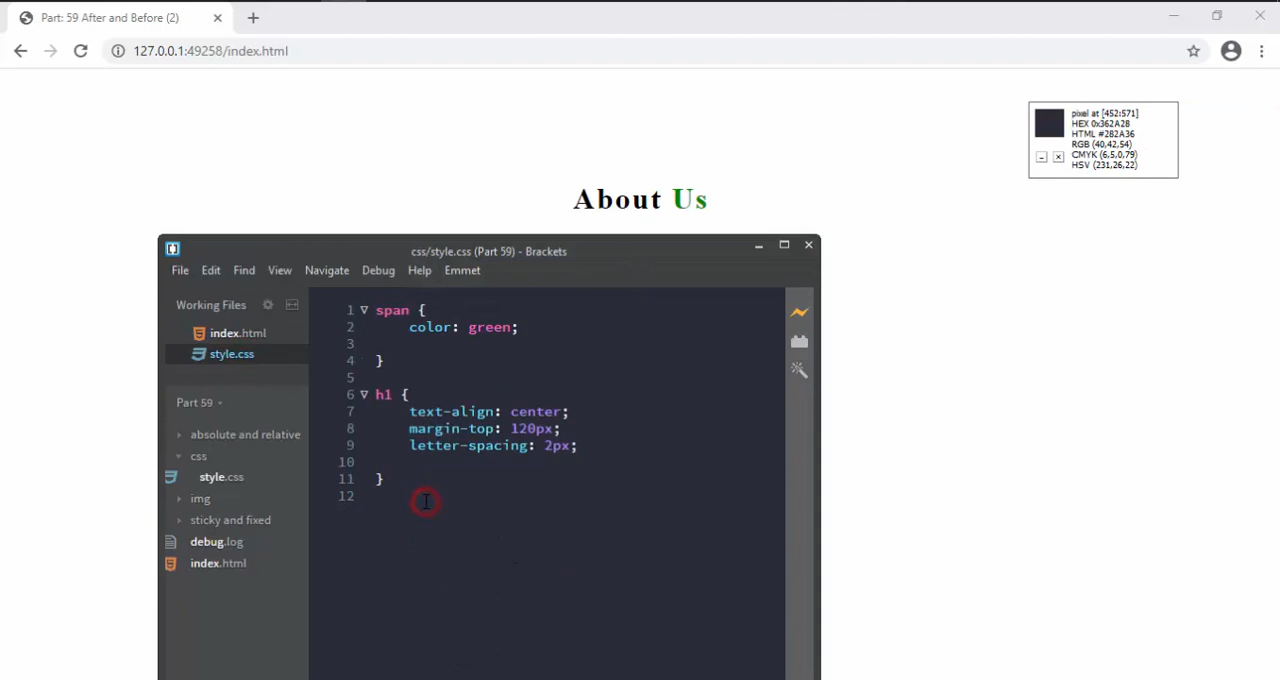 Part: 59 After and Before (2)
127.0.0.1:49258/index.html
pixel at [452:571]
HEX 0x362A28
HTML #282A36
RGB (40,42,54)
CMYK (6,5,0,79)
HSV (231,26,22)
About Us
css/style.css (Part 59) - Brackets
File Edit Find View Navigate Debug Help Emmet
Working Files
index.html
style.css
Part 59
absolute and relative
css
style.css
img
sticky and fixed
debug.log
index.html
1 span {
2 color: green;
3
4 }
5
6 h1 {
7 text-align: center;
8 margin-top: 120px;
9 letter-spacing: 2px;
10
11 }
12